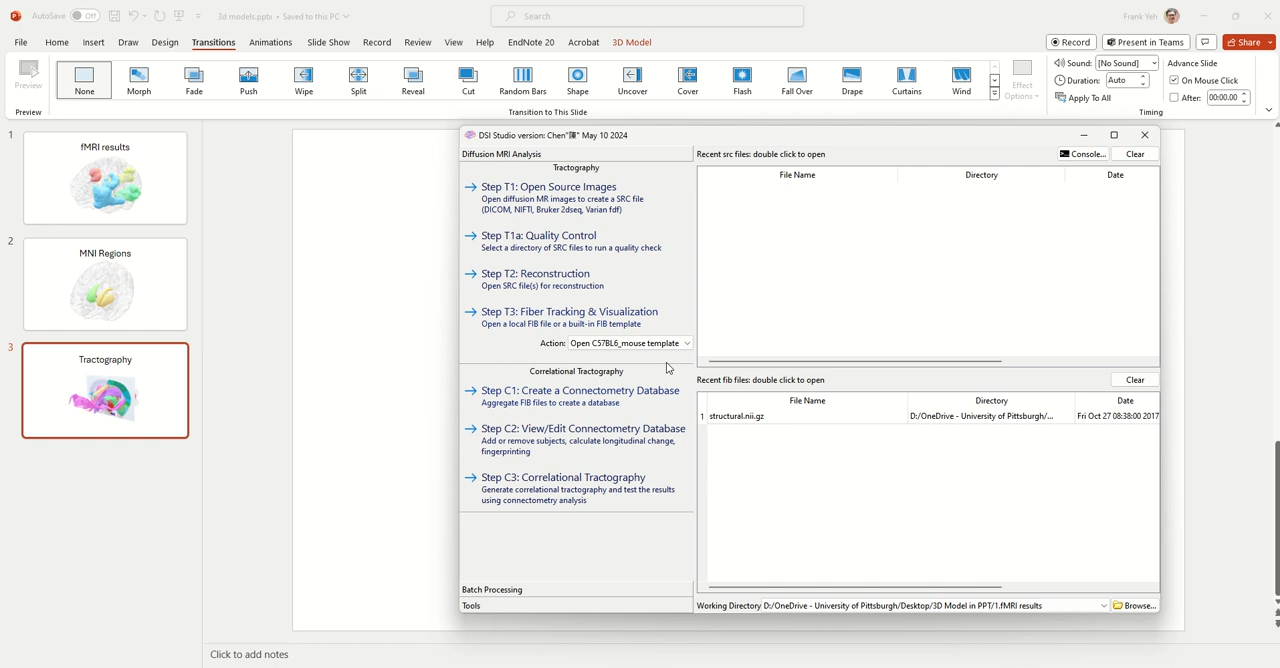 AutoSave Off 3d models.pptx • Saved to this PC Search Frank Yeh
File Home Insert Draw Design Transitions Animations Slide Show Record Review View Help EndNote 20 Acrobat 3D Model Record Present in Teams Share
Preview None Morph Fade Push Wipe Split Reveal Cut Random Bars Shape Uncover Cover Flash Fall Over Drape Curtains Wind Effect Options
Sound: [No Sound] Advance Slide
Duration: Auto On Mouse Click
Apply To All After: 00:00.00
Preview Transition to This Slide Timing
1
fMRI results
2
MNI Regions
3
Tractography
DSI Studio version: Chen"陳" May 10 2024
Diffusion MRI Analysis
Tractography
Step T1: Open Source Images
Open diffusion MR images to create a SRC file
(DICOM, NIFTI, Bruker 2dseq, Varian fdf)
Step T1a: Quality Control
Select a directory of SRC files to run a quality check
Step T2: Reconstruction
Open SRC file(s) for reconstruction
Step T3: Fiber Tracking & Visualization
Open a local FIB file or a built-in FIB template
Action: Open C57BL6_mouse template
Correlational Tractography
Step C1: Create a Connectometry Database
Aggregate FIB files to create a database
Step C2: View/Edit Connectometry Database
Add or remove subjects, calculate longitudinal change,
fingerprinting
Step C3: Correlational Tractography
Generate correlational tractography and test the results
using connectometry analysis
Batch Processing
Tools
Recent src files: double click to open Console... Clear
File Name Directory Date
Recent fib files: double click to open Clear
File Name Directory Date
1 structural.nii.gz D:/OneDrive - University of Pittsburgh/... Fri Oct 27 08:38:00 2017
Working Directory D:/OneDrive - University of Pittsburgh/Desktop/3D Model in PPT/1.fMRI results Browse...
Click to add notes